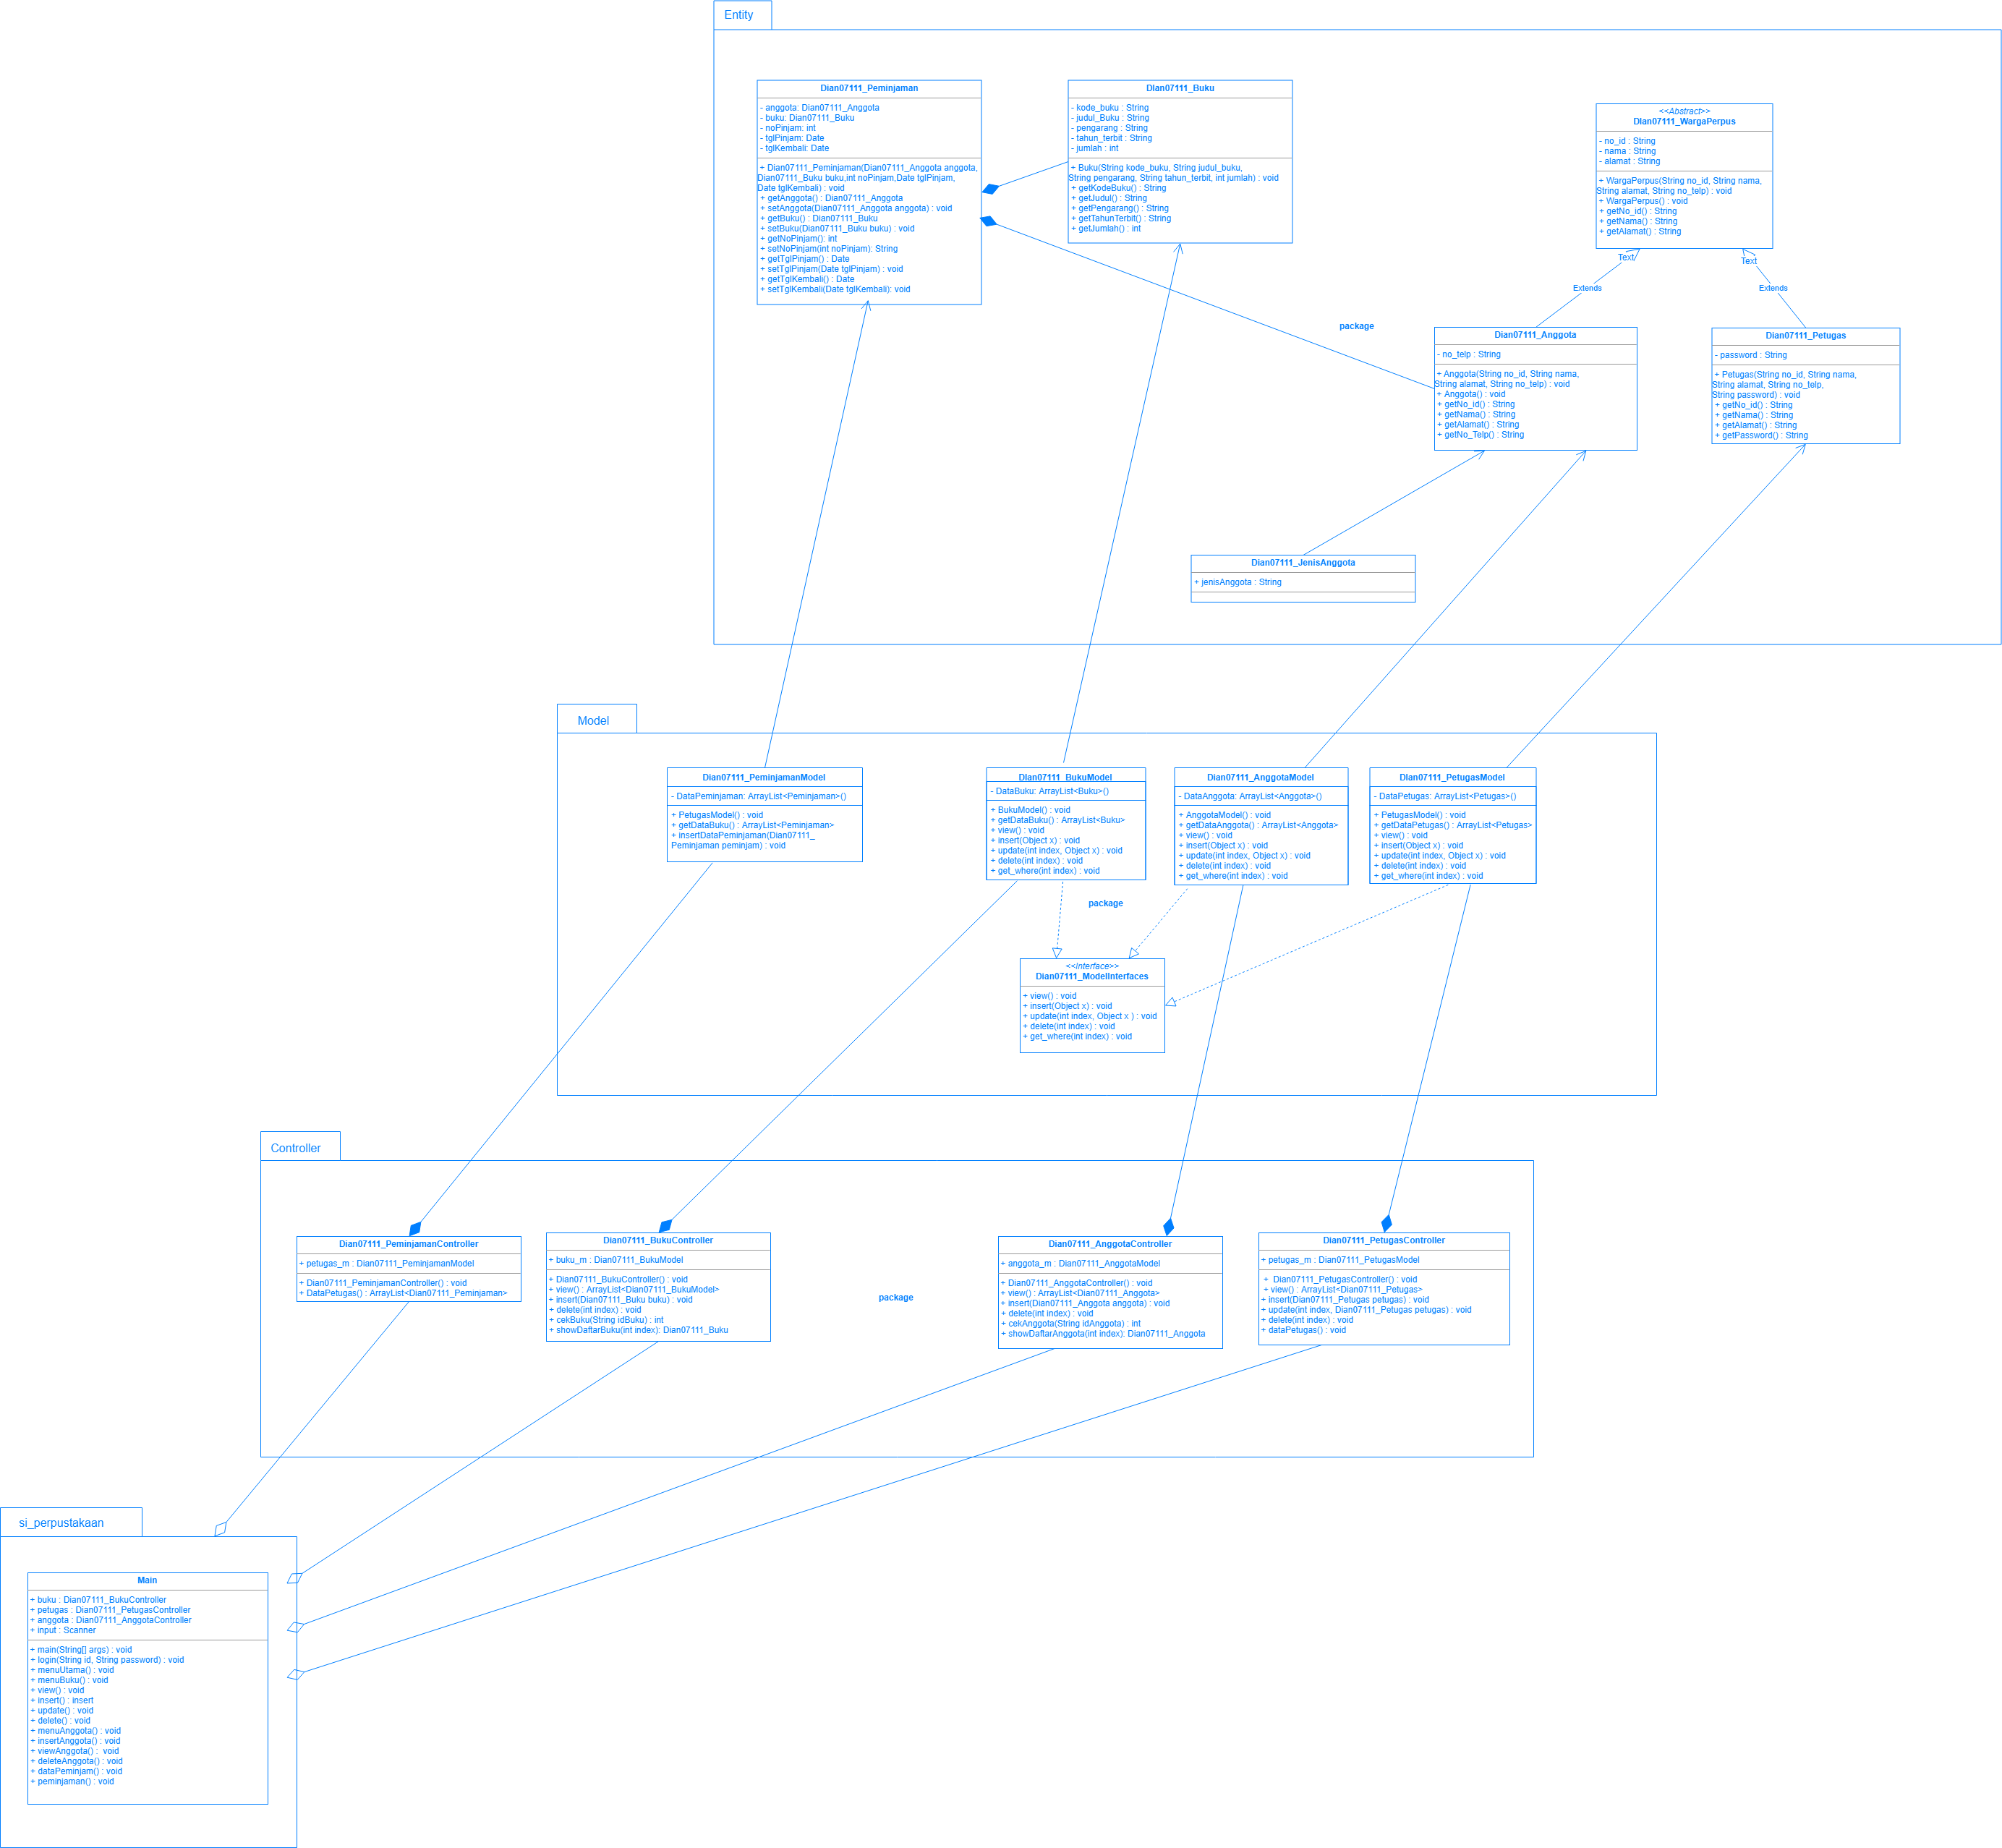 Entity
Dian07111_Peminjaman
- anggota: Dian07111_Anggota
- buku: Dian07111_Buku
- noPinjam: int
- tglPinjam: Date
- tglKembali: Date
+ Dian07111_Peminjaman(Dian07111_Anggota anggota,
Dian07111_Buku buku,int noPinjam,Date tglPinjam,
Date tglKembali) : void
+ getAnggota() : Dian07111_Anggota
+ setAnggota(Dian07111_Anggota anggota) : void
+ getBuku() : Dian07111_Buku
+ setBuku(Dian07111_Buku buku) : void
+ getNoPinjam(): int
+ setNoPinjam(int noPinjam): String
+ getTglPinjam() : Date
+ setTglPinjam(Date tglPinjam) : void
+ getTglKembali() : Date
+ setTglKembali(Date tglKembali): void
DIan07111_Buku
- kode_buku : String
- judul_Buku : String
- pengarang : String
- tahun_terbit : String
- jumlah : int
+ Buku(String kode_buku, String judul_buku,
String pengarang, String tahun_terbit, int jumlah) : void
+ getKodeBuku() : String
+ getJudul() : String
+ getPengarang() : String
+ getTahunTerbit() : String
+ getJumlah() : int
<<Abstract>>
DIan07111_WargaPerpus
- no_id : String
- nama : String
- alamat : String
+ WargaPerpus(String no_id, String nama,
String alamat, String no_telp) : void
+ WargaPerpus() : void
+ getNo_id() : String
+ getNama() : String
+ getAlamat() : String
Text
Text
Extends
Extends
package
Dian07111_Anggota
- no_telp : String
+ Anggota(String no_id, String nama,
String alamat, String no_telp) : void
+ Anggota() : void
+ getNo_id() : String
+ getNama() : String
+ getAlamat() : String
+ getNo_Telp() : String
Dian07111_Petugas
- password : String
+ Petugas(String no_id, String nama,
String alamat, String no_telp,
String password) : void
+ getNo_id() : String
+ getNama() : String
+ getAlamat() : String
+ getPassword() : String
Dian07111_JenisAnggota
+ jenisAnggota : String
Model
Dian07111_PeminjamanModel
- DataPeminjaman: ArrayList<Peminjaman>()
+ PetugasModel() : void
+ getDataBuku() : ArrayList<Peminjaman>
+ insertDataPeminjaman(Dian07111_
Peminjaman peminjam) : void
DIan07111_BukuModel
- DataBuku: ArrayList<Buku>()
+ BukuModel() : void
+ getDataBuku() : ArrayList<Buku>
+ view() : void
+ insert(Object x) : void
+ update(int index, Object x) : void
+ delete(int index) : void
+ get_where(int index) : void
DIan07111_AnggotaModel
- DataAnggota: ArrayList<Anggota>()
+ AnggotaModel() : void
+ getDataAnggota() : ArrayList<Anggota>
+ view() : void
+ insert(Object x) : void
+ update(int index, Object x) : void
+ delete(int index) : void
+ get_where(int index) : void
DIan07111_PetugasModel
- DataPetugas: ArrayList<Petugas>()
+ PetugasModel() : void
+ getDataPetugas() : ArrayList<Petugas>
+ view() : void
+ insert(Object x) : void
+ update(int index, Object x) : void
+ delete(int index) : void
+ get_where(int index) : void
package
<<Interface>>
Dian07111_ModelInterfaces
+ view() : void
+ insert(Object x) : void
+ update(int index, Object x ) : void
+ delete(int index) : void
+ get_where(int index) : void
Controller
Dian07111_PeminjamanController
+ petugas_m : Dian07111_PeminjamanModel
+ Dian07111_PeminjamanController() : void
+ DataPetugas() : ArrayList<Dian07111_Peminjaman>
Dian07111_BukuController
+ buku_m : Dian07111_BukuModel
+ Dian07111_BukuController() : void
+ view() : ArrayList<Dian07111_BukuModel>
+ insert(Dian07111_Buku buku) : void
+ delete(int index) : void
+ cekBuku(String idBuku) : int
+ showDaftarBuku(int index): Dian07111_Buku
package
Dian07111_AnggotaController
+ anggota_m : Dian07111_AnggotaModel
+ Dian07111_AnggotaController() : void
+ view() : ArrayList<Dian07111_Anggota>
+ insert(Dian07111_Anggota anggota) : void
+ delete(int index) : void
+ cekAnggota(String idAnggota) : int
+ showDaftarAnggota(int index): Dian07111_Anggota
Dian07111_PetugasController
+ petugas_m : Dian07111_PetugasModel
+ Dian07111_PetugasController() : void
+ view() : ArrayList<Dian07111_Petugas>
+ insert(Dian07111_Petugas petugas) : void
+ update(int index, Dian07111_Petugas petugas) : void
+ delete(int index) : void
+ dataPetugas() : void
si_perpustakaan
Main
+ buku : Dian07111_BukuController
+ petugas : Dian07111_PetugasController
+ anggota : Dian07111_AnggotaController
+ input : Scanner
+ main(String[] args) : void
+ login(String id, String password) : void
+ menuUtama() : void
+ menuBuku() : void
+ view() : void
+ insert() : insert
+ update() : void
+ delete() : void
+ menuAnggota() : void
+ insertAnggota() : void
+ viewAnggota() : void
+ deleteAnggota() : void
+ dataPeminjam() : void
+ peminjaman() : void